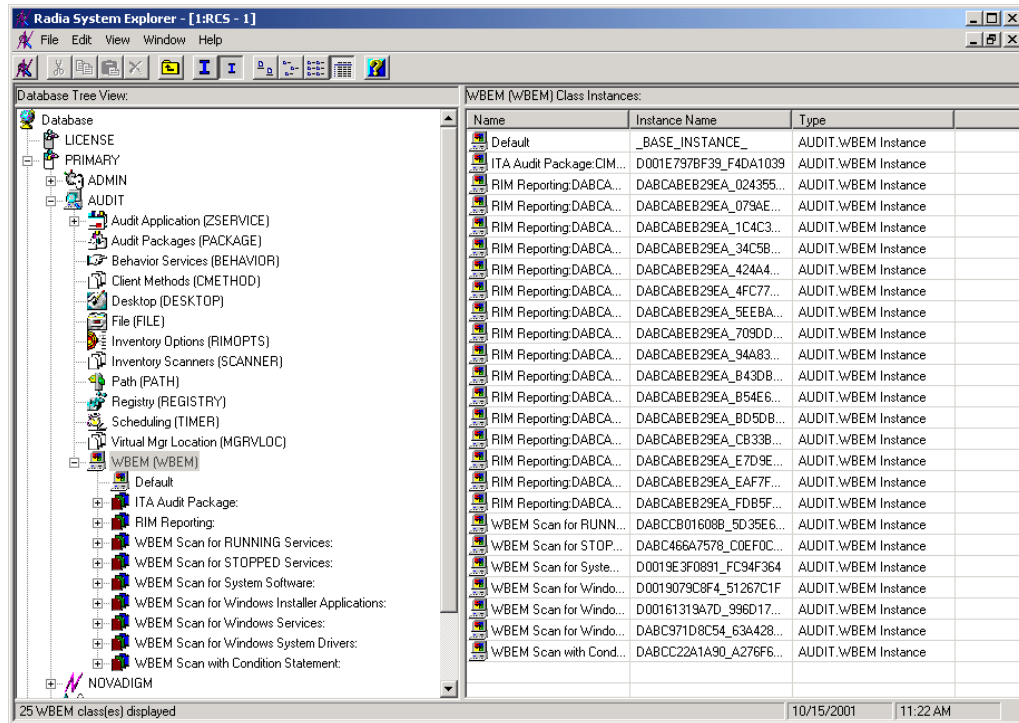 Radia System Explorer - [1:RCS - 1]
File Edit View Window Help
Database Tree View:
WBEM (WBEM) Class Instances:
Database
LICENSE
PRIMARY
ADMIN
AUDIT
Audit Application (ZSERVICE)
Audit Packages (PACKAGE)
Behavior Services (BEHAVIOR)
Client Methods (CMETHOD)
Desktop (DESKTOP)
File (FILE)
Inventory Options (RIMOPTS)
Inventory Scanners (SCANNER)
Path (PATH)
Registry (REGISTRY)
Scheduling (TIMER)
Virtual Mgr Location (MGRVLOC)
WBEM (WBEM)
Default
ITA Audit Package:
RIM Reporting:
WBEM Scan for RUNNING Services:
WBEM Scan for STOPPED Services:
WBEM Scan for System Software:
WBEM Scan for Windows Installer Applications:
WBEM Scan for Windows Services:
WBEM Scan for Windows System Drivers:
WBEM Scan with Condition Statement:
NOVADIGM
Name Instance Name Type
Default _BASE_INSTANCE_ AUDIT.WBEM Instance
ITA Audit Package:CIM... D001E797BF39_F4DA1039 AUDIT.WBEM Instance
RIM Reporting:DABCA... DABCABEB29EA_024355... AUDIT.WBEM Instance
RIM Reporting:DABCA... DABCABEB29EA_079AE... AUDIT.WBEM Instance
RIM Reporting:DABCA... DABCABEB29EA_1C4C3... AUDIT.WBEM Instance
RIM Reporting:DABCA... DABCABEB29EA_34C5B... AUDIT.WBEM Instance
RIM Reporting:DABCA... DABCABEB29EA_424A4... AUDIT.WBEM Instance
RIM Reporting:DABCA... DABCABEB29EA_4FC77... AUDIT.WBEM Instance
RIM Reporting:DABCA... DABCABEB29EA_5EEBA... AUDIT.WBEM Instance
RIM Reporting:DABCA... DABCABEB29EA_709DD... AUDIT.WBEM Instance
RIM Reporting:DABCA... DABCABEB29EA_94A83... AUDIT.WBEM Instance
RIM Reporting:DABCA... DABCABEB29EA_B43DB... AUDIT.WBEM Instance
RIM Reporting:DABCA... DABCABEB29EA_B54E6... AUDIT.WBEM Instance
RIM Reporting:DABCA... DABCABEB29EA_BD5DB... AUDIT.WBEM Instance
RIM Reporting:DABCA... DABCABEB29EA_CB33B... AUDIT.WBEM Instance
RIM Reporting:DABCA... DABCABEB29EA_E7D9E... AUDIT.WBEM Instance
RIM Reporting:DABCA... DABCABEB29EA_EAF7F... AUDIT.WBEM Instance
RIM Reporting:DABCA... DABCABEB29EA_FDB5F... AUDIT.WBEM Instance
WBEM Scan for RUNN... DABCCB01608B_5D35E6... AUDIT.WBEM Instance
WBEM Scan for STOP... DABC466A7578_C0EF0C... AUDIT.WBEM Instance
WBEM Scan for Syste... D0019E3F0891_FC94F364 AUDIT.WBEM Instance
WBEM Scan for Windo... D0019079C8F4_51267C1F AUDIT.WBEM Instance
WBEM Scan for Windo... D00161319A7D_996D17... AUDIT.WBEM Instance
WBEM Scan for Windo... DABC971D8C54_63A428... AUDIT.WBEM Instance
WBEM Scan with Cond... DABCC22A1A90_A276F6... AUDIT.WBEM Instance
25 WBEM class(es) displayed
10/15/2001
11:22 AM